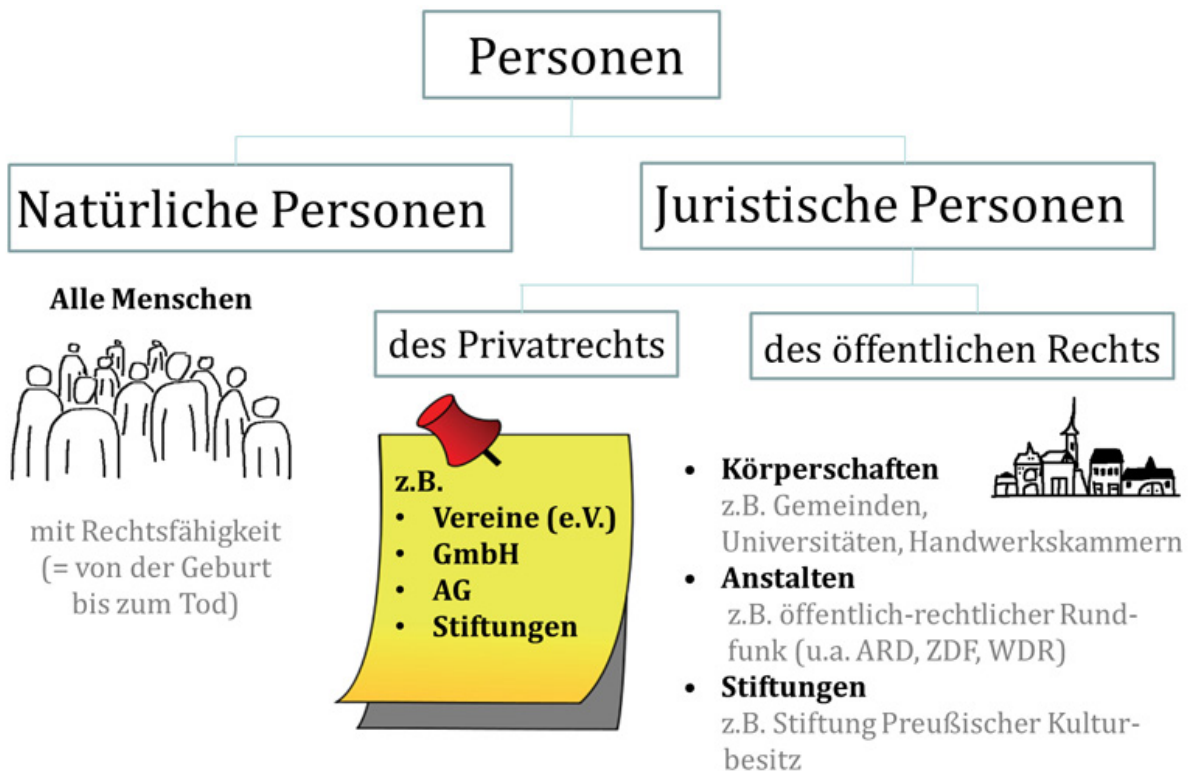 Personen
Natürliche Personen
Juristische Personen
Alle Menschen
mit Rechtsfähigkeit
(= von der Geburt
bis zum Tod)
des Privatrechts
z.B.
• Vereine (e.V.)
• GmbH
• AG
• Stiftungen
des öffentlichen Rechts
• Körperschaften
z.B. Gemeinden,
Universitäten, Handwerkskammern
• Anstalten
z.B. öffentlich-rechtlicher Rund-
funk (u.a. ARD, ZDF, WDR)
• Stiftungen
z.B. Stiftung Preußischer Kultur-
besitz